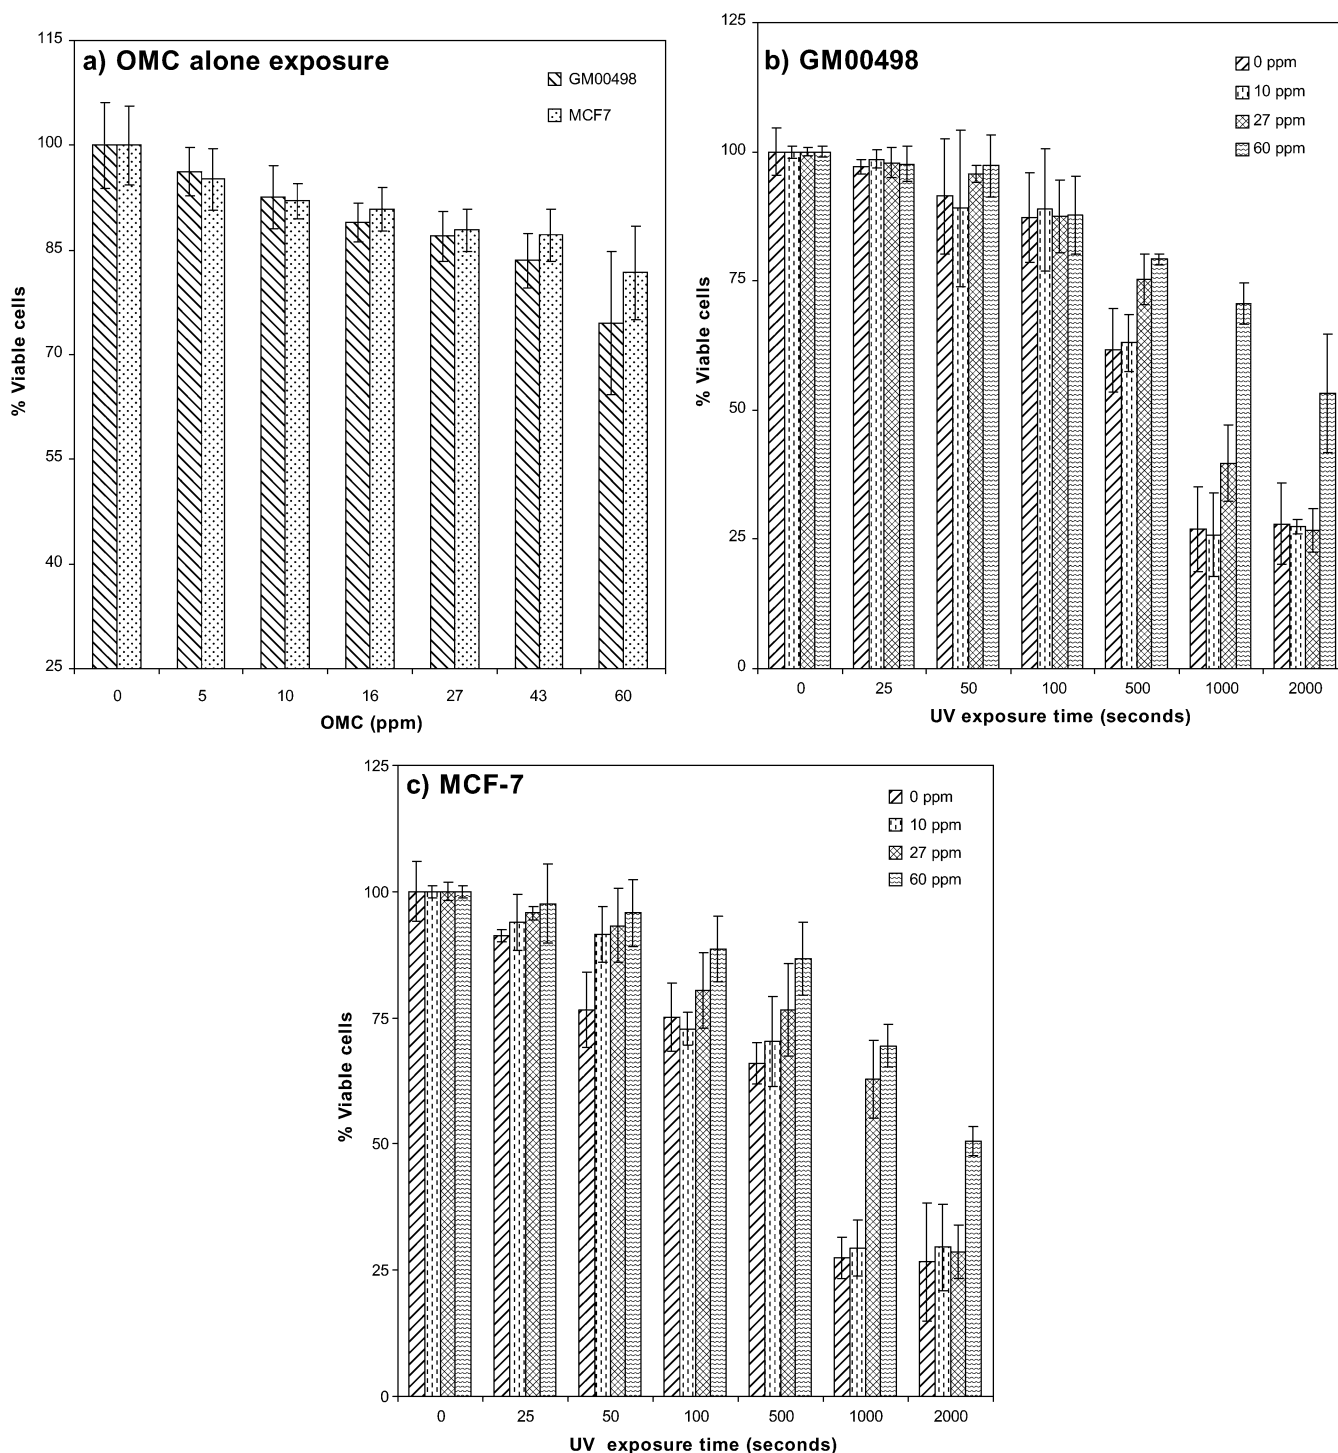 a) OMC alone exposure
GM00498
MCF7
115
100
85
70
55
40
25
% Viable cells
0 5 10 16 27 43 60
OMC (ppm)
b) GM00498
0 ppm
10 ppm
27 ppm
60 ppm
125
100
75
50
25
0
% Viable cells
0 25 50 100 500 1000 2000
UV exposure time (seconds)
c) MCF-7
0 ppm
10 ppm
27 ppm
60 ppm
125
100
75
50
25
0
% Viable cells
0 25 50 100 500 1000 2000
UV exposure time (seconds)